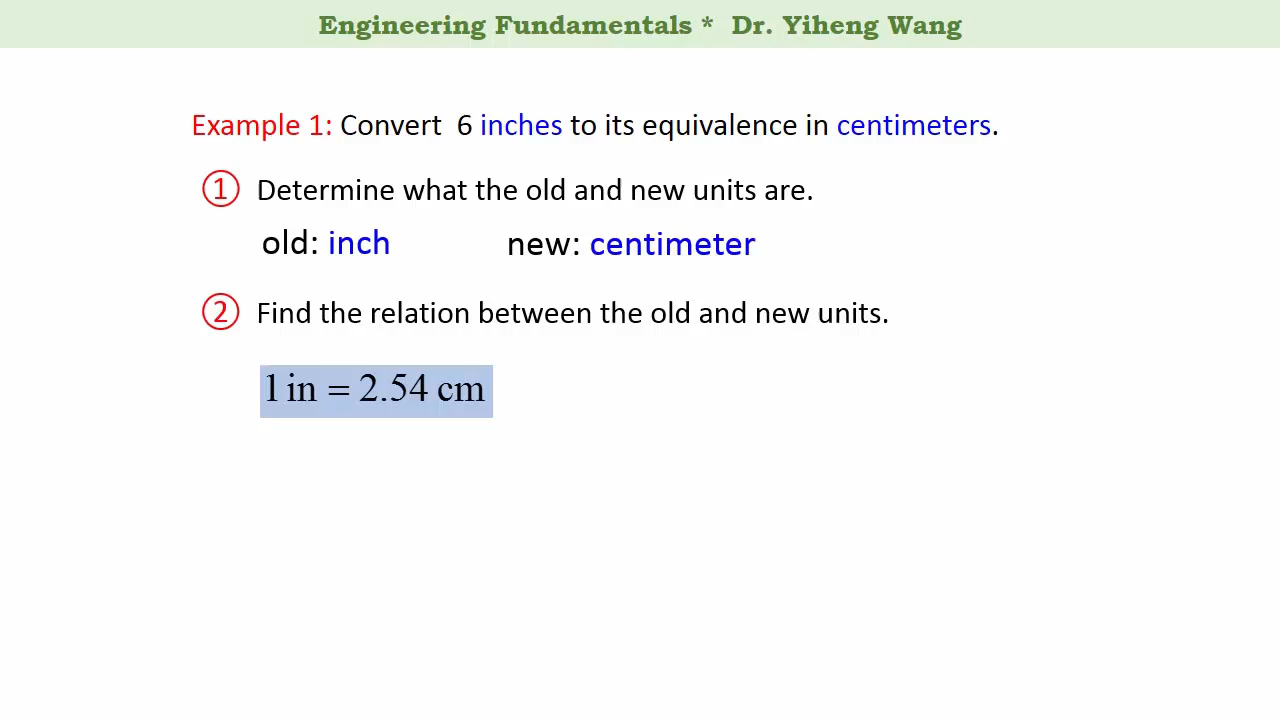 Engineering Fundamentals * Dr. Yiheng Wang
Example 1: Convert 6 inches to its equivalence in centimeters.
① Determine what the old and new units are.
old: inch new: centimeter
② Find the relation between the old and new units.
1 in = 2.54 cm